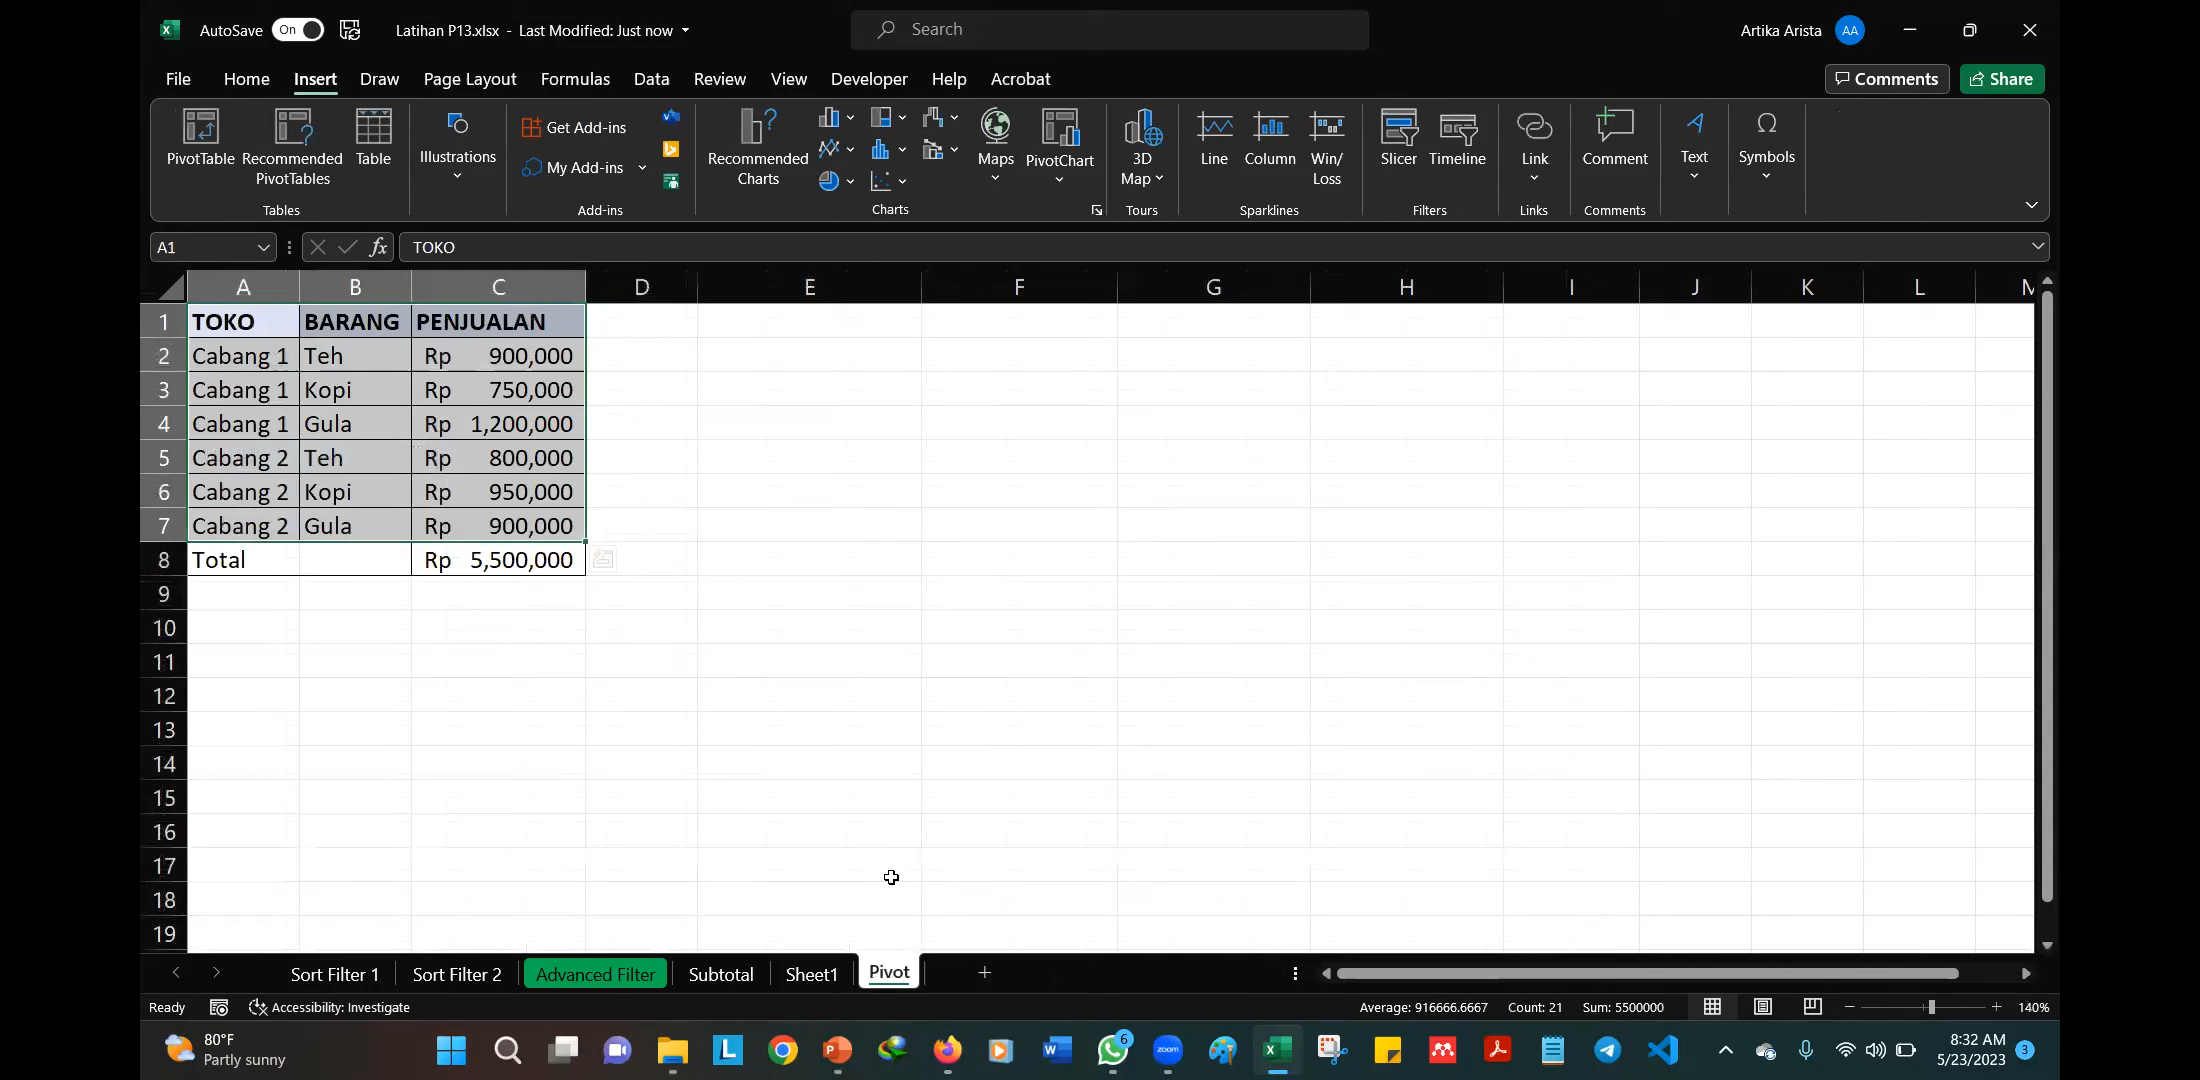 AutoSave On Latihan P13.xlsx - Last Modified: Just now Search Artika Arista AA
File Home Insert Draw Page Layout Formulas Data Review View Developer Help Acrobat Comments Share
PivotTable Recommended PivotTables Table Illustrations Get Add-ins My Add-ins Recommended Charts Maps PivotChart 3D Map Line Column Win/Loss Slicer Timeline Link Comment Text Symbols
Tables Add-ins Charts Tours Sparklines Filters Links Comments
A1 fx TOKO
A B C D E F G H I J K L M
1 TOKO BARANG PENJUALAN
2 Cabang 1 Teh Rp 900,000
3 Cabang 1 Kopi Rp 750,000
4 Cabang 1 Gula Rp 1,200,000
5 Cabang 2 Teh Rp 800,000
6 Cabang 2 Kopi Rp 950,000
7 Cabang 2 Gula Rp 900,000
8 Total Rp 5,500,000
9
10
11
12
13
14
15
16
17
18
19
Sort Filter 1 Sort Filter 2 Advanced Filter Subtotal Sheet1 Pivot
Ready Accessibility: Investigate Average: 916666.6667 Count: 21 Sum: 5500000 140%
80°F 8:32 AM
Partly sunny 5/23/2023 3